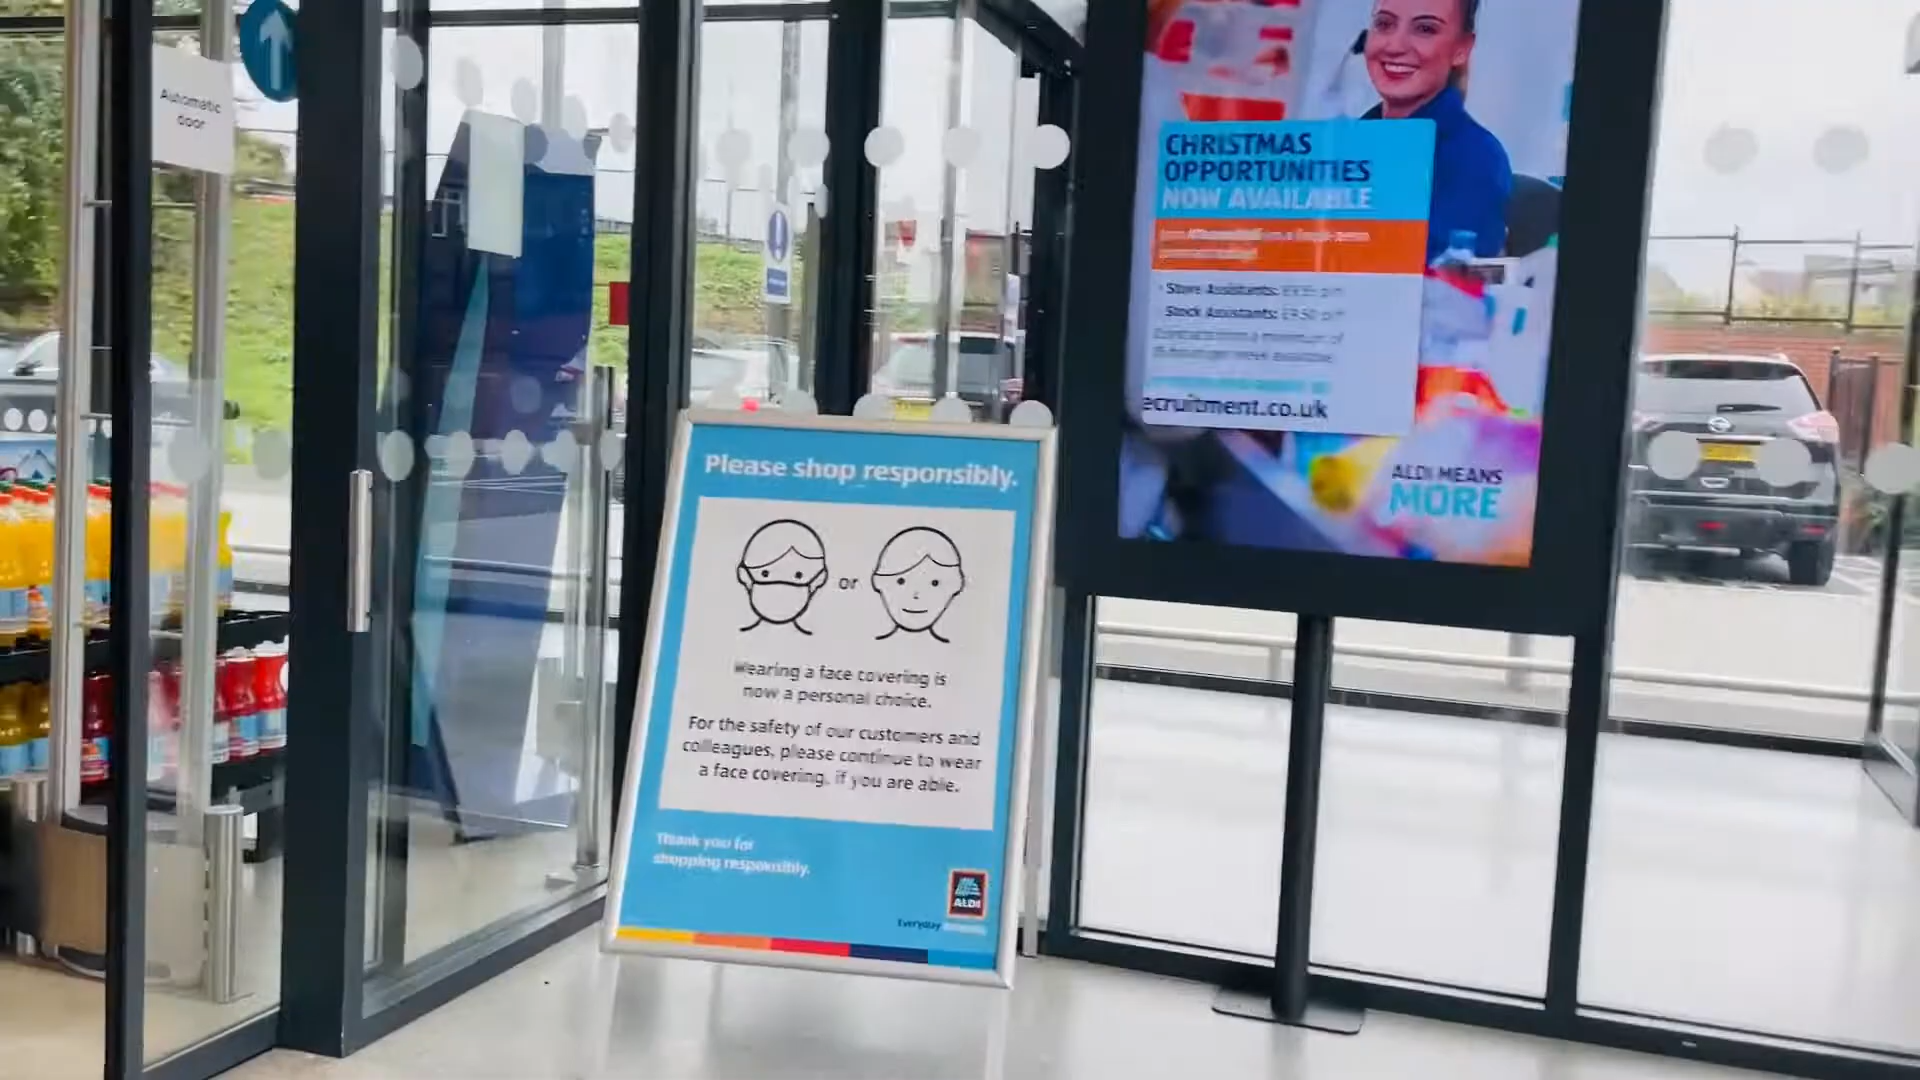 Automatic
door
CHRISTMAS
OPPORTUNITIES
NOW AVAILABLE
Store Assistants:
Stock Assistants: £9.50
ecruitment.co.uk
ALDI MEANS
MORE
Please shop responsibly.
or
Wearing a face covering is
now a personal choice.
For the safety of our customers and
colleagues, please continue to wear
a face covering, if you are able.
Thank you for
shopping responsibly.
ALDI
Everyday